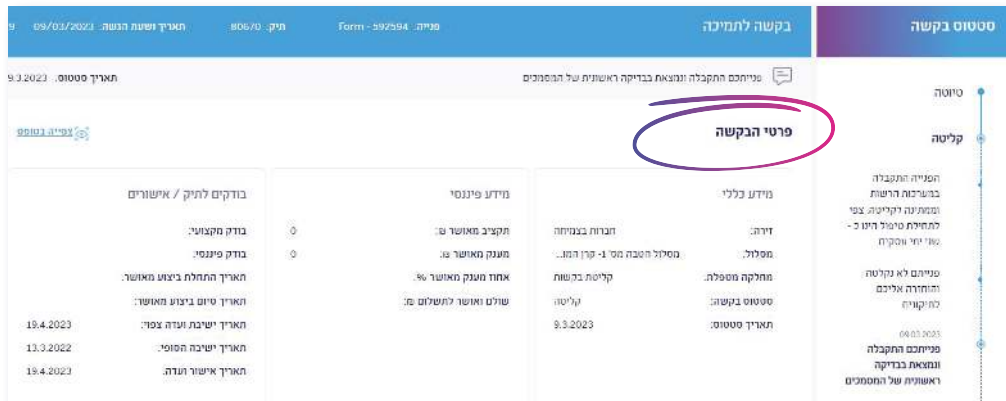 סטטוס בקשה
בקשה לתמיכה
פנייה: Form - 592594
תיק: 80670
תאריך ושעת הגשה: 09/03/2023 9
טיוטה
קליטה
הפנייה התקבלה
במערכות הרשות
וממתינה לקליטה. צפי
לתחילת טיפול הינו כ -
שני ימי עסקים
פנייתם לא נקלטה
והוחזרה אליכם
לתיקונים
09.03.2023
פנייתכם התקבלה
ונמצאת בבדיקה
ראשונית של המסמכים
פנייתכם התקבלה ונמצאת בבדיקה ראשונית של המסמכים
תאריך סטטוס: 9.3.2023
פרטי הבקשה
צפייה בטופס
מידע כללי
זירה: חברות בצמיחה
מסלול: מסלול הטבה מס' 1- קרן המו...
מחלקה מטפלת: קליטת בקשות
סטטוס בקשה: קליטה
תאריך סטטוס: 9.3.2023
מידע פיננסי
תקציב מאושר ₪: 0
מענק מאושר ₪: 0
אחוז מענק מאושר %:
שולם ואושר לתשלום ₪:
בודקים לתיק / אישורים
בודק מקצועי:
בודק פיננסי:
תאריך התחלת ביצוע מאושר:
תאריך סיום ביצוע מאושר:
תאריך ישיבת ועדה צפוי: 19.4.2023
תאריך ישיבה הסופי: 13.3.2022
תאריך אישור ועדה: 19.4.2023